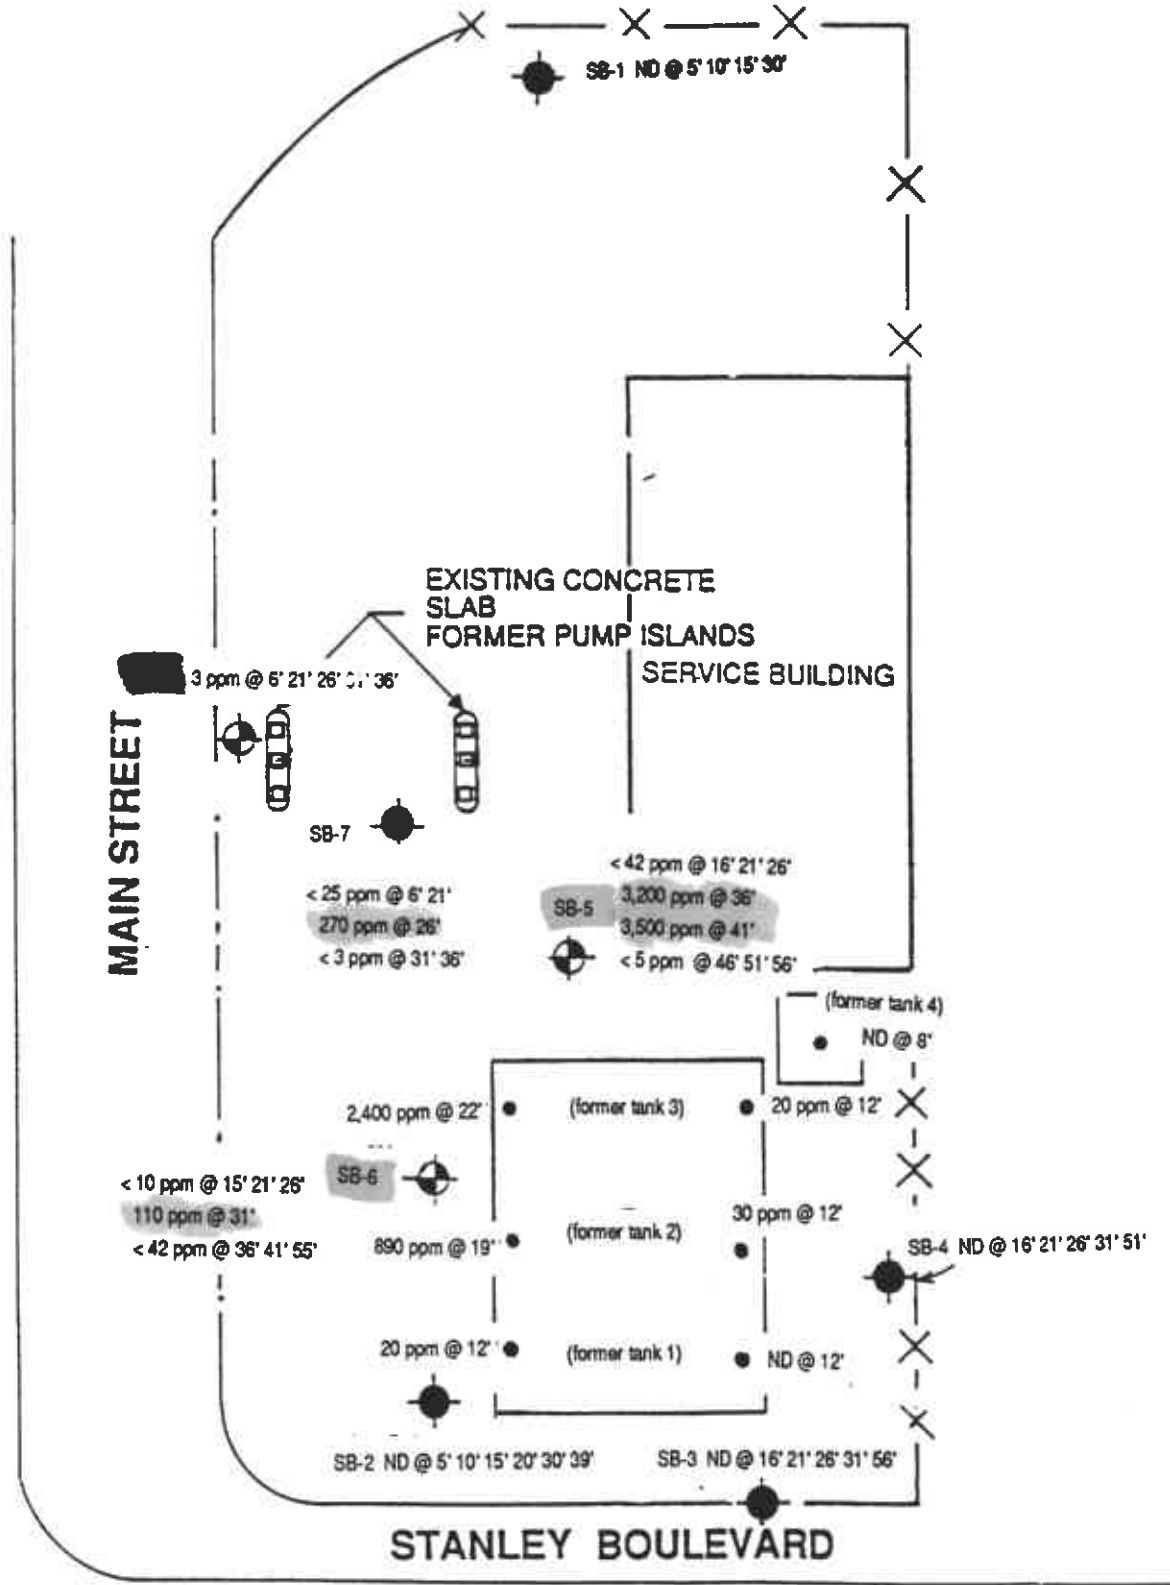 SB-1 ND @ 5' 10' 15' 30'
EXISTING CONCRETE
SLAB
FORMER PUMP ISLANDS
SERVICE BUILDING
3 ppm @ 6' 21' 26' 36'
MAIN STREET
SB-7
< 25 ppm @ 6' 21'
270 ppm @ 26'
< 3 ppm @ 31' 36'
SB-5
< 42 ppm @ 16' 21' 26'
3,200 ppm @ 36'
3,500 ppm @ 41'
< 5 ppm @ 46' 51' 56'
(former tank 4)
ND @ 8'
2,400 ppm @ 22'
(former tank 3)
20 ppm @ 12'
SB-6
< 10 ppm @ 15' 21' 26'
110 ppm @ 31'
< 42 ppm @ 36' 41' 55'
30 ppm @ 12'
890 ppm @ 19'
(former tank 2)
SB-4 ND @ 16' 21' 26' 31' 51'
20 ppm @ 12'
(former tank 1)
ND @ 12'
SB-2 ND @ 5' 10' 15' 20' 30' 39'
SB-3 ND @ 16' 21' 26' 31' 56'
STANLEY BOULEVARD